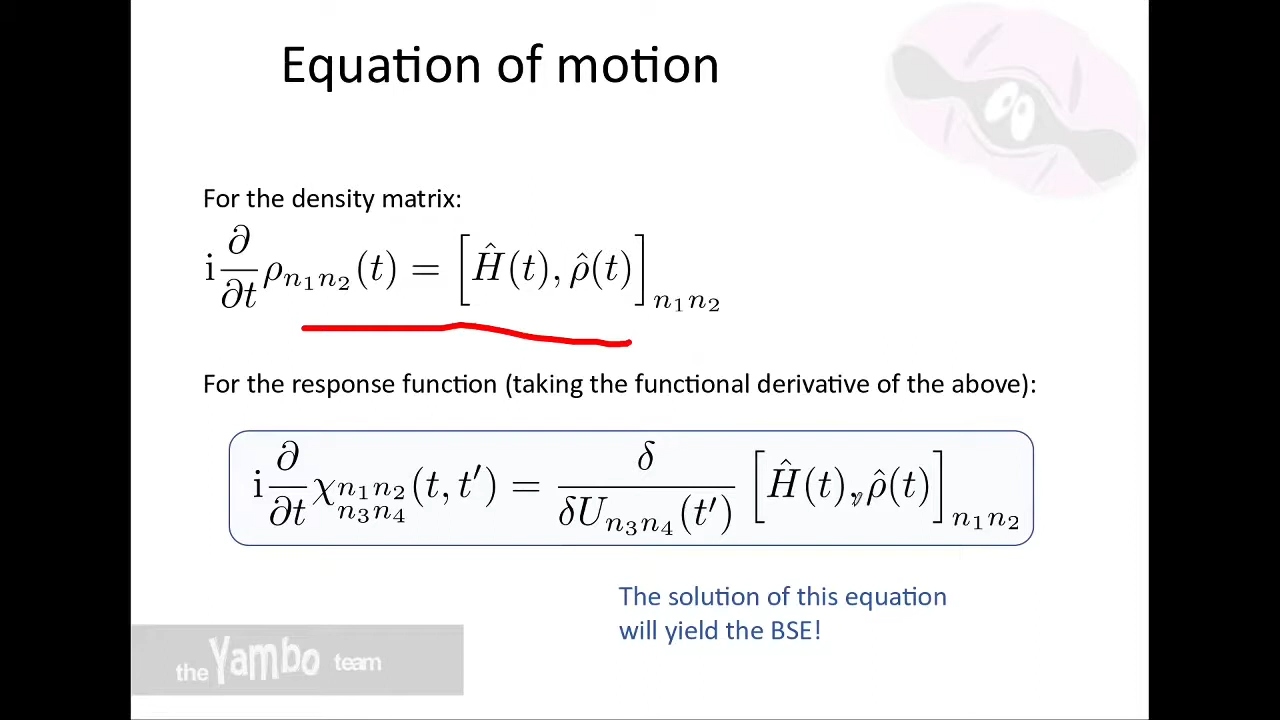 Equation of motion
For the density matrix:
i ∂/∂t ρ_{n₁n₂}(t) = [Ĥ(t), ρ̂(t)]_{n₁n₂}
For the response function (taking the functional derivative of the above):
i ∂/∂t χ_{n₁n₂ n₃n₄}(t, t′) = δ/δU_{n₃n₄}(t′) [Ĥ(t), ρ̂(t)]_{n₁n₂}
The solution of this equation
will yield the BSE!
the Yambo team